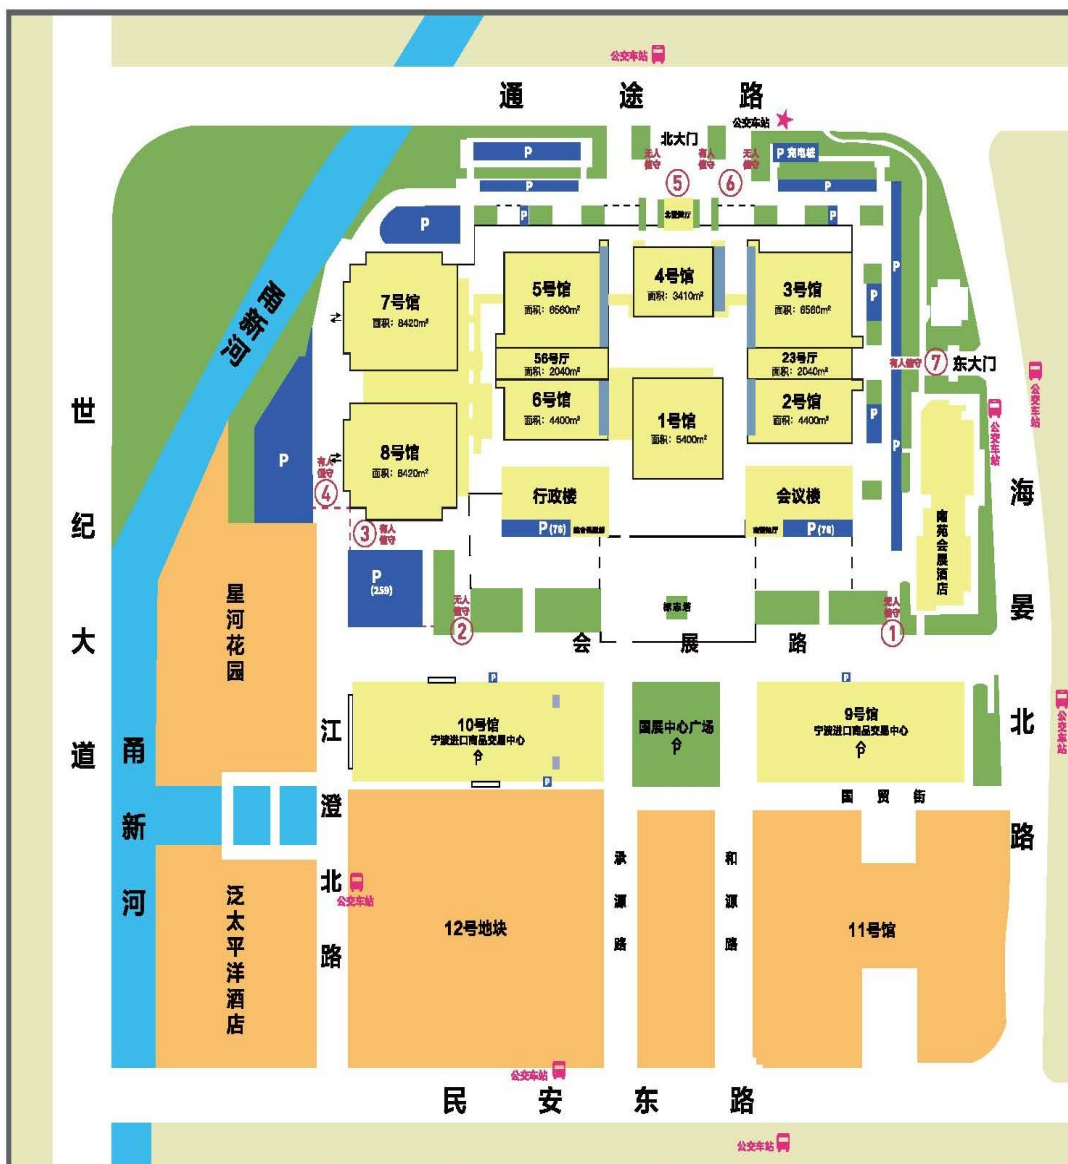 公交车站
通途路
公交车站
北大门
无人值守
有人值守
无人值守
⑤
⑥
P
P
P 充电桩
P
P
P
P
7号馆
面积：8420m²
5号馆
面积：6560m²
4号馆
面积：3410m²
3号馆
面积：6560m²
P
P
甬新河
56号厅
面积：2040m²
23号厅
面积：2040m²
有人值守
⑦
东大门
公交车站
世纪大道
6号馆
面积：4400m²
1号馆
面积：5400m²
2号馆
面积：4400m²
P
P
公交车站
8号馆
面积：8420m²
P
有人值守
④
行政楼
会议楼
P(76)
P(76)
海晏北路
南苑会展酒店
③
有人值守
P
(259)
星河花园
无人值守
②
标志塔
无人值守
①
会展路
P
P
公交车站
10号馆
宁波进口商品交易中心
P
国展中心广场
P
9号馆
宁波进口商品交易中心
P
P
江澄北路
甬新河
国贸街
承源路
和源路
公交车站
泛太平洋酒店
12号地块
11号馆
公交车站
民安东路
公交车站